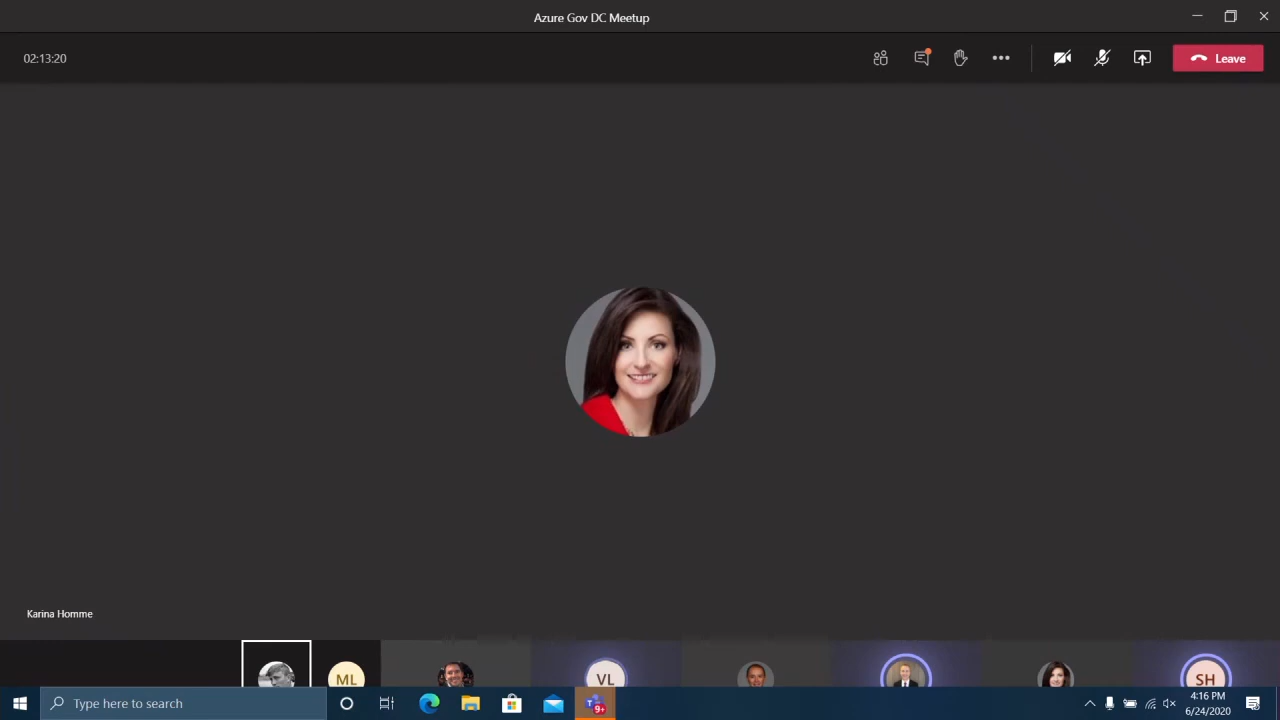 Azure Gov DC Meetup
02:13:20
Leave
Karina Homme
ML
VL
SH
Type here to search
9+
4:16 PM
6/24/2020